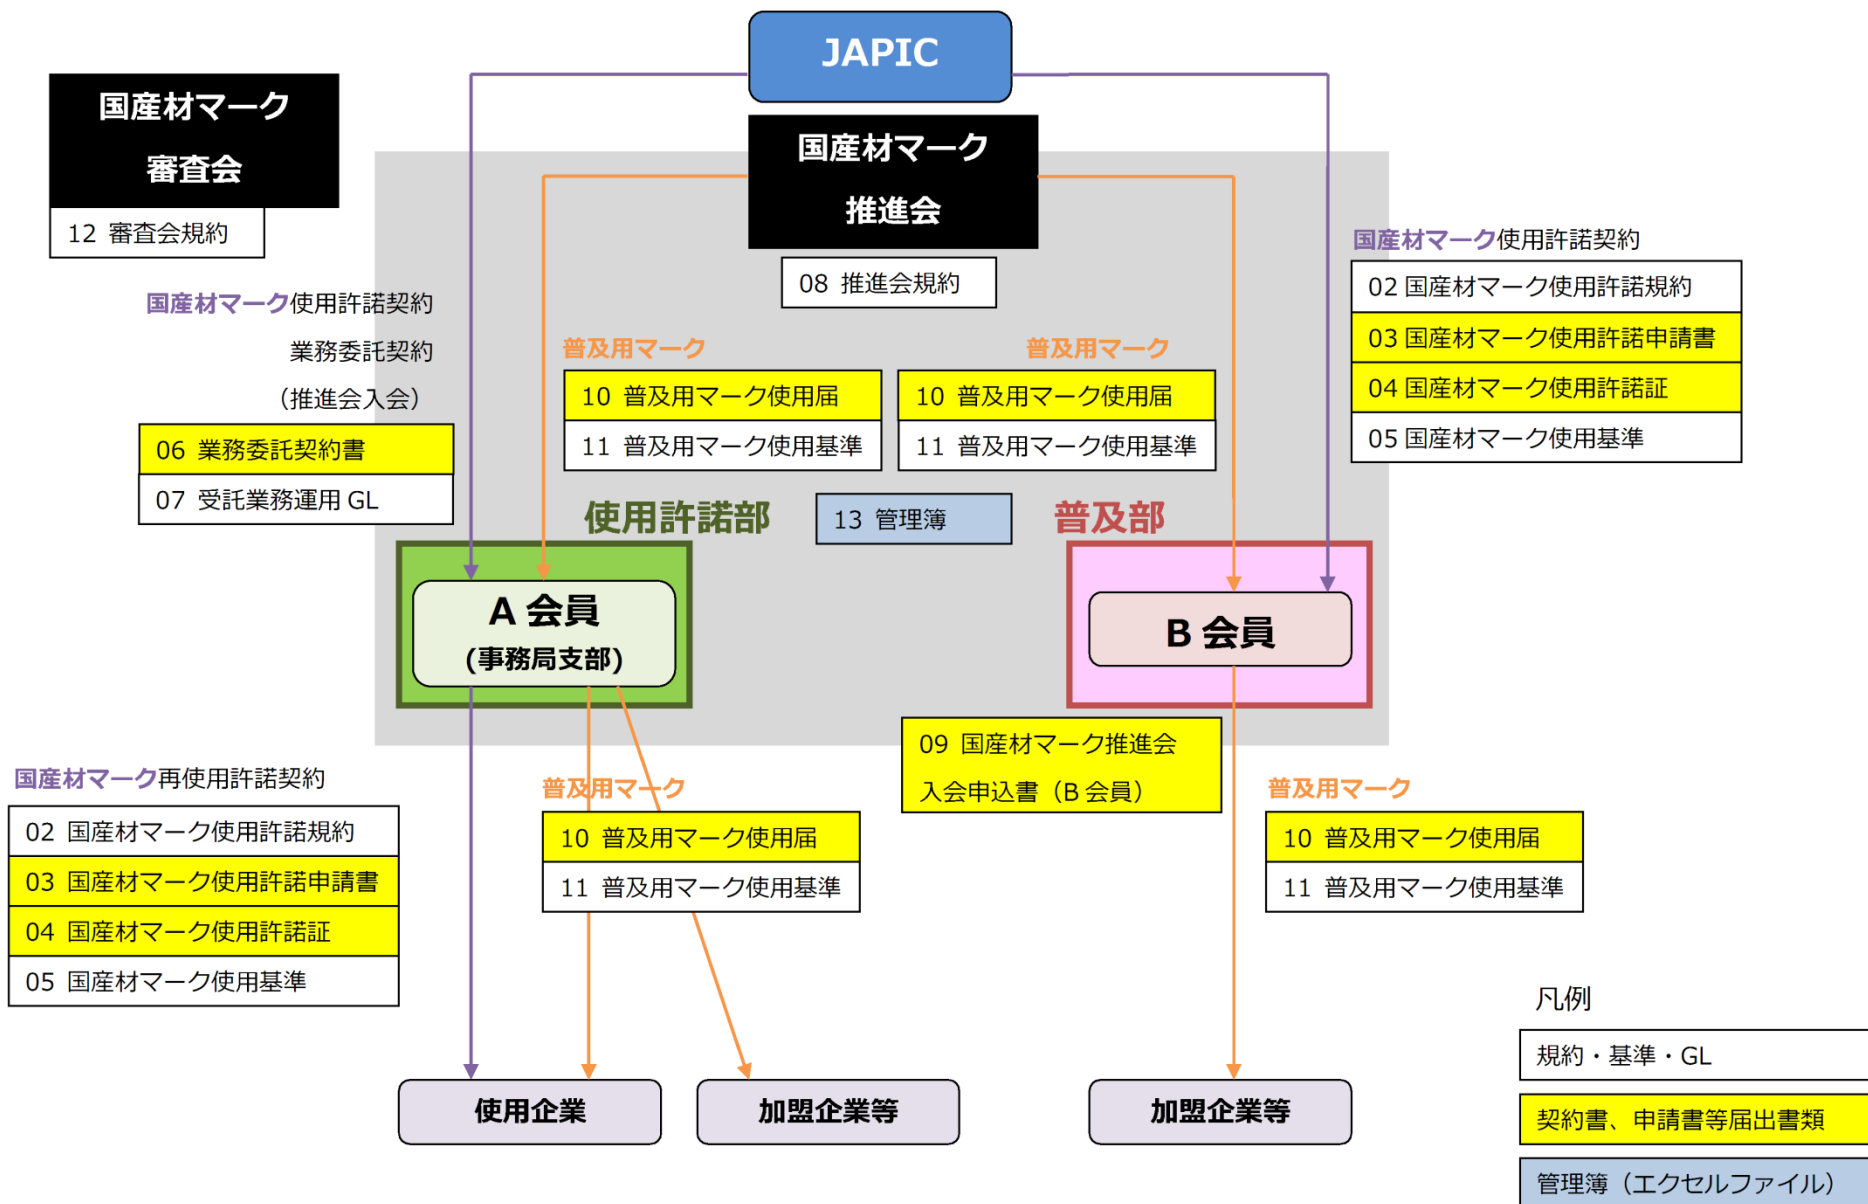 JAPIC
国産材マーク
審査会
12 審査会規約
国産材マーク
推進会
08 推進会規約
国産材マーク使用許諾契約
業務委託契約
（推進会入会）
06 業務委託契約書
07 受託業務運用 GL
普及用マーク
10 普及用マーク使用届
11 普及用マーク使用基準
普及用マーク
10 普及用マーク使用届
11 普及用マーク使用基準
国産材マーク使用許諾契約
02 国産材マーク使用許諾規約
03 国産材マーク使用許諾申請書
04 国産材マーク使用許諾証
05 国産材マーク使用基準
使用許諾部
13 管理簿
普及部
A 会員
(事務局支部)
B 会員
09 国産材マーク推進会
入会申込書（B 会員）
国産材マーク再使用許諾契約
02 国産材マーク使用許諾規約
03 国産材マーク使用許諾申請書
04 国産材マーク使用許諾証
05 国産材マーク使用基準
普及用マーク
10 普及用マーク使用届
11 普及用マーク使用基準
普及用マーク
10 普及用マーク使用届
11 普及用マーク使用基準
使用企業
加盟企業等
加盟企業等
凡例
規約・基準・GL
契約書、申請書等届出書類
管理簿（エクセルファイル）